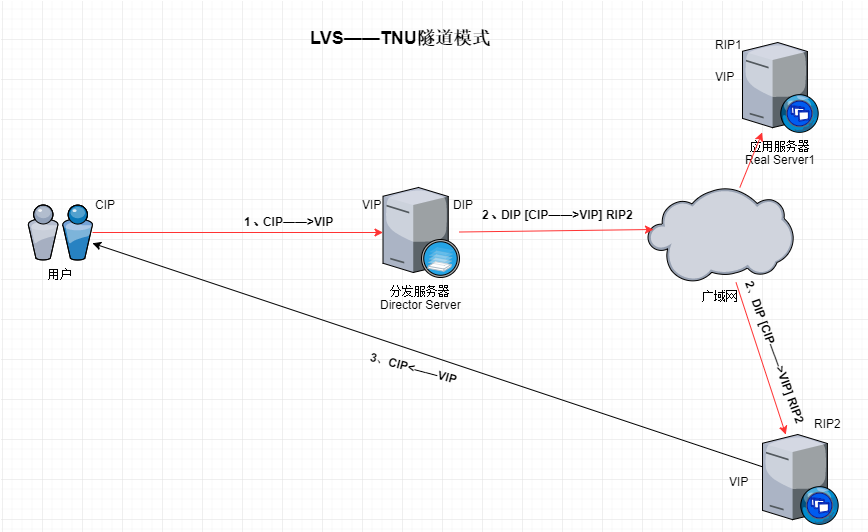 LVS——TNU隧道模式
RIP1
VIP
应用服务器
Real Server1
CIP
1、CIP——>VIP
VIP
DIP
2、DIP [CIP——>VIP] RIP2
用户
分发服务器
Director Server
广域网
2、DIP [CIP——>VIP] RIP2
3、CIP<——VIP
RIP2
VIP